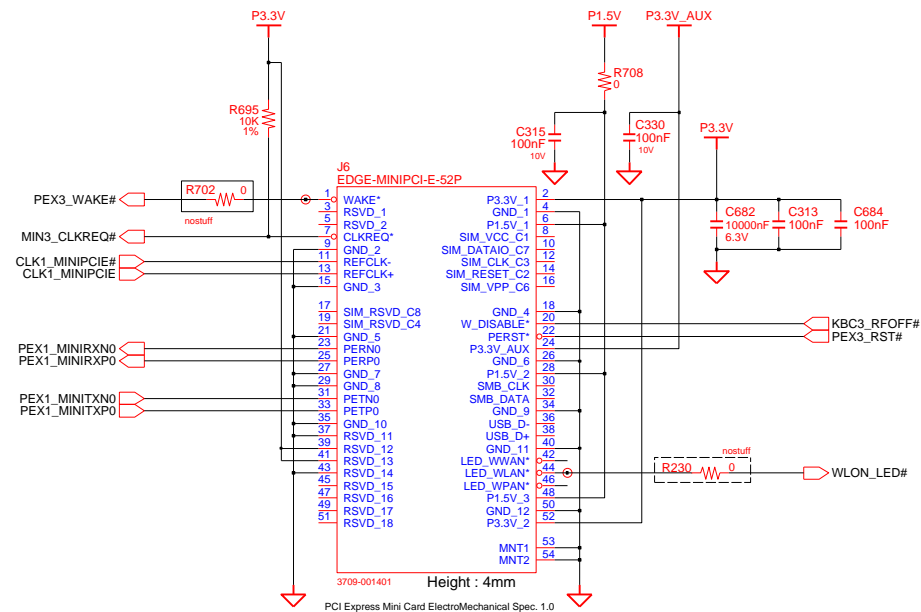 P3.3V
P1.5V
P3.3V_AUX
R708
0
R695
10K
1%
C315
100nF
10V
C330
100nF
10V
P3.3V
J6
EDGE-MINIPCI-E-52P
R702 0
nostuff
PEX3_WAKE#
MIN3_CLKREQ#
CLK1_MINIPCIE#
CLK1_MINIPCIE
PEX1_MINIRXN0
PEX1_MINIRXP0
PEX1_MINITXN0
PEX1_MINITXP0
1 WAKE*
3 RSVD_1
5 RSVD_2
7 CLKREQ*
9 GND_2
11 REFCLK-
13 REFCLK+
15 GND_3
17 SIM_RSVD_C8
19 SIM_RSVD_C4
21 GND_5
23 PERN0
25 PERP0
27 GND_7
29 GND_8
31 PETN0
33 PETP0
35 GND_10
37 RSVD_11
39 RSVD_12
41 RSVD_13
43 RSVD_14
45 RSVD_15
47 RSVD_16
49 RSVD_17
51 RSVD_18
P3.3V_1 2
GND_1 4
P1.5V_1 6
SIM_VCC_C1 8
SIM_DATAIO_C7 10
SIM_CLK_C3 12
SIM_RESET_C2 14
SIM_VPP_C6 16
GND_4 18
W_DISABLE* 20
PERST* 22
P3.3V_AUX 24
GND_6 26
P1.5V_2 28
SMB_CLK 30
SMB_DATA 32
GND_9 34
USB_D- 36
USB_D+ 38
GND_11 40
LED_WWAN* 42
LED_WLAN* 44
LED_WPAN* 46
P1.5V_3 48
GND_12 50
P3.3V_2 52
MNT1 53
MNT2 54
C682
10000nF
6.3V
C313
100nF
C684
100nF
KBC3_RFOFF#
PEX3_RST#
nostuff
R230 0
WLON_LED#
3709-001401
Height : 4mm
PCI Express Mini Card ElectroMechanical Spec. 1.0